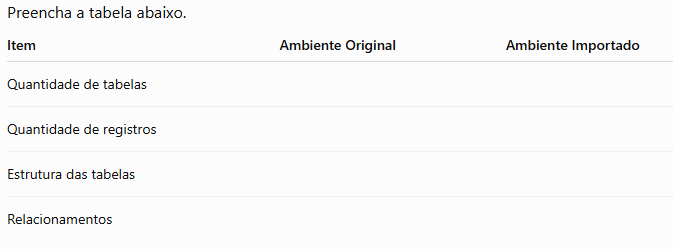 Preencha a tabela abaixo.
Item Ambiente Original Ambiente Importado
Quantidade de tabelas
Quantidade de registros
Estrutura das tabelas
Relacionamentos